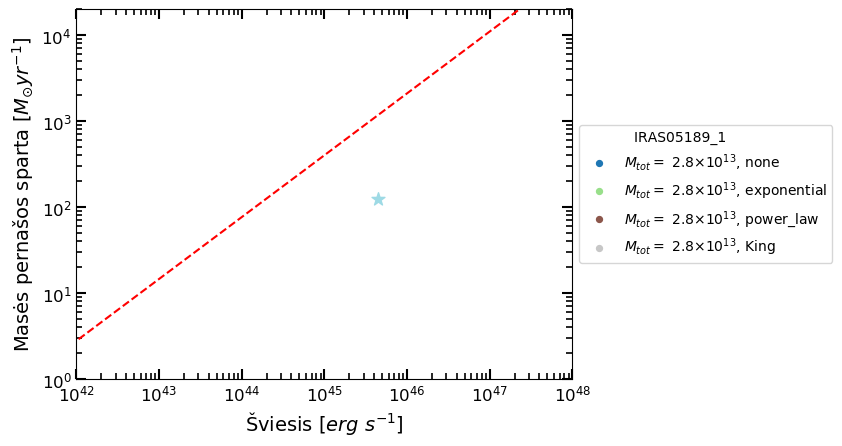 Masės pernašos sparta [$M_{\odot}yr^{-1}$]
10^4
10^3
10^2
10^1
10^0
10^42
10^43
10^44
10^45
10^46
10^47
10^48
Šviesis [$erg\ s^{-1}$]
IRAS05189_1
$M_{tot}$ = 2.8×10^13, none
$M_{tot}$ = 2.8×10^13, exponential
$M_{tot}$ = 2.8×10^13, power_law
$M_{tot}$ = 2.8×10^13, King